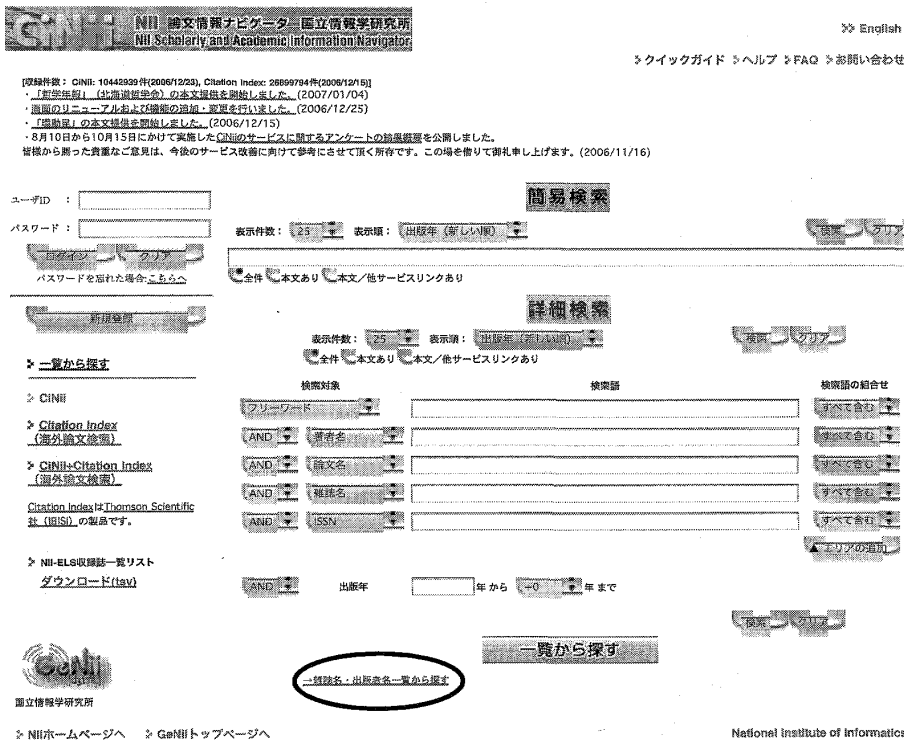 CiNii
NII 論文情報ナビゲータ 国立情報学研究所
NII Scholarly and Academic Information Navigator
>> English
クイックガイド ヘルプ FAQ お問い合わせ
[収録件数: CiNii: 10442939件(2006/12/23), Citation Index: 26899794件(2006/12/15)]
・「哲学年報」(北海道哲学会)の本文提供を開始しました。(2007/01/04)
・画面のリニューアルおよび機能の追加・変更を行いました。(2006/12/25)
の本文提供を開始しました。(2006/12/15)
・8月10日から10月15日にかけて実施したCiNiiのサービスに関するアンケートの結果概要を公開しました。
皆様から賜った貴重なご意見は、今後のサービス改善に向けて参考にさせて頂く所存です。この場を借りて御礼申し上げます。(2006/11/16)
ユーザID :
パスワード :
ログイン クリア
パスワードを忘れた場合:こちらへ
新規登録
一覧から探す
CiNii
Citation Index
(海外論文検索)
CiNii+Citation Index
(海外論文検索)
Citation IndexはThomson Scientific
社(旧ISI)の製品です。
NII-ELS収録誌一覧リスト
ダウンロード(tsv)
簡易検索
表示件数: 25 表示順: 出版年(新しい順) 検索 クリア
全件 本文あり 本文/他サービスリンクあり
詳細検索
表示件数: 25 表示順: 出版年(新しい順) 検索 クリア
全件 本文あり 本文/他サービスリンクあり
検索対象 検索語 検索語の組合せ
フリーワード すべて含む
AND 著者名 すべて含む
AND 論文名 すべて含む
AND 雑誌名 すべて含む
AND ISSN すべて含む
▲エリアの追加
AND 出版年 年 から +0 年 まで
検索 クリア
一覧から探す
→雑誌名・出版者名一覧から探す
GeNii
国立情報学研究所
NIIホームページへ GeNiiトップページへ
National Institute of Informatics